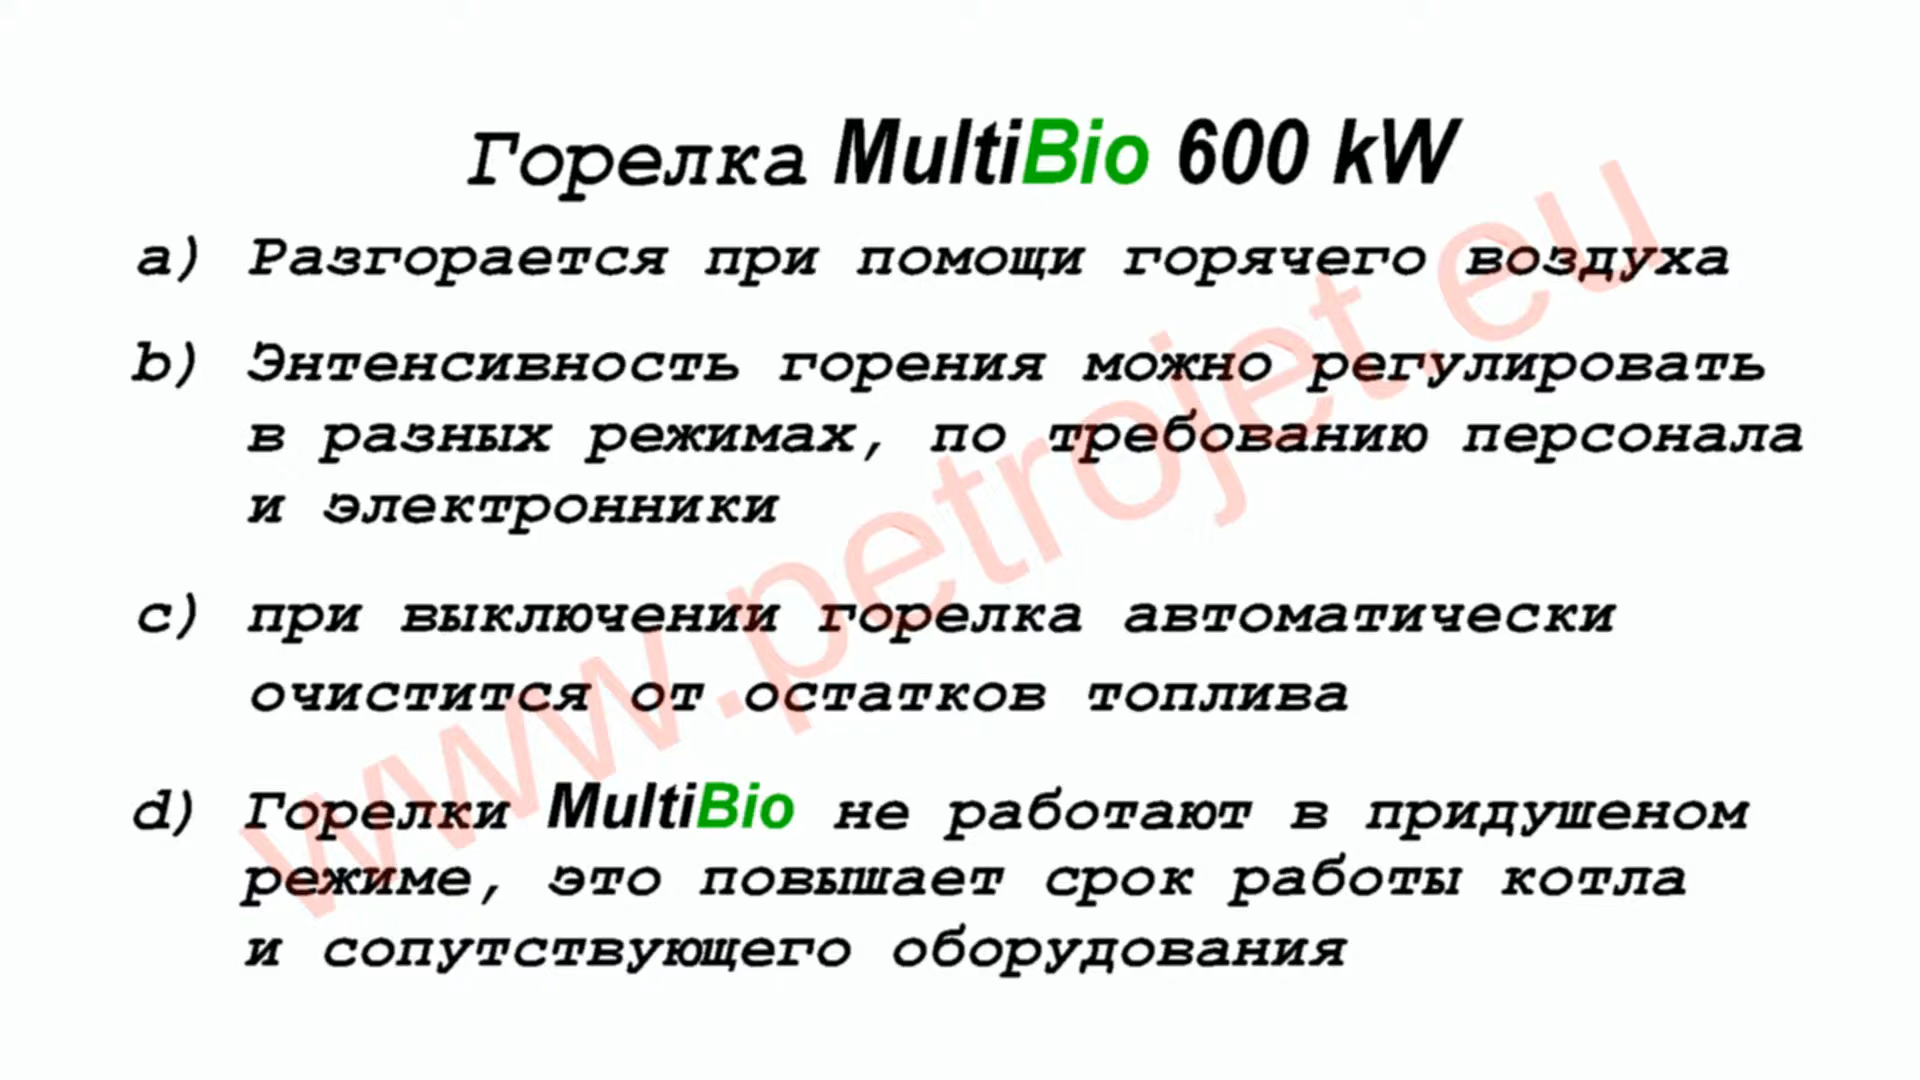 Горелка MultiBio 600 kW
a) Разгорается при помощи горячего воздуха
b) Энтенсивность горения можно регулировать
в разных режимах, по требованию персонала
и электронники
c) при выключении горелка автоматически
очистится от остатков топлива
d) Горелки MultiBio не работают в придушеном
режиме, это повышает срок работы котла
и сопутствующего оборудования
www.petrojet.eu